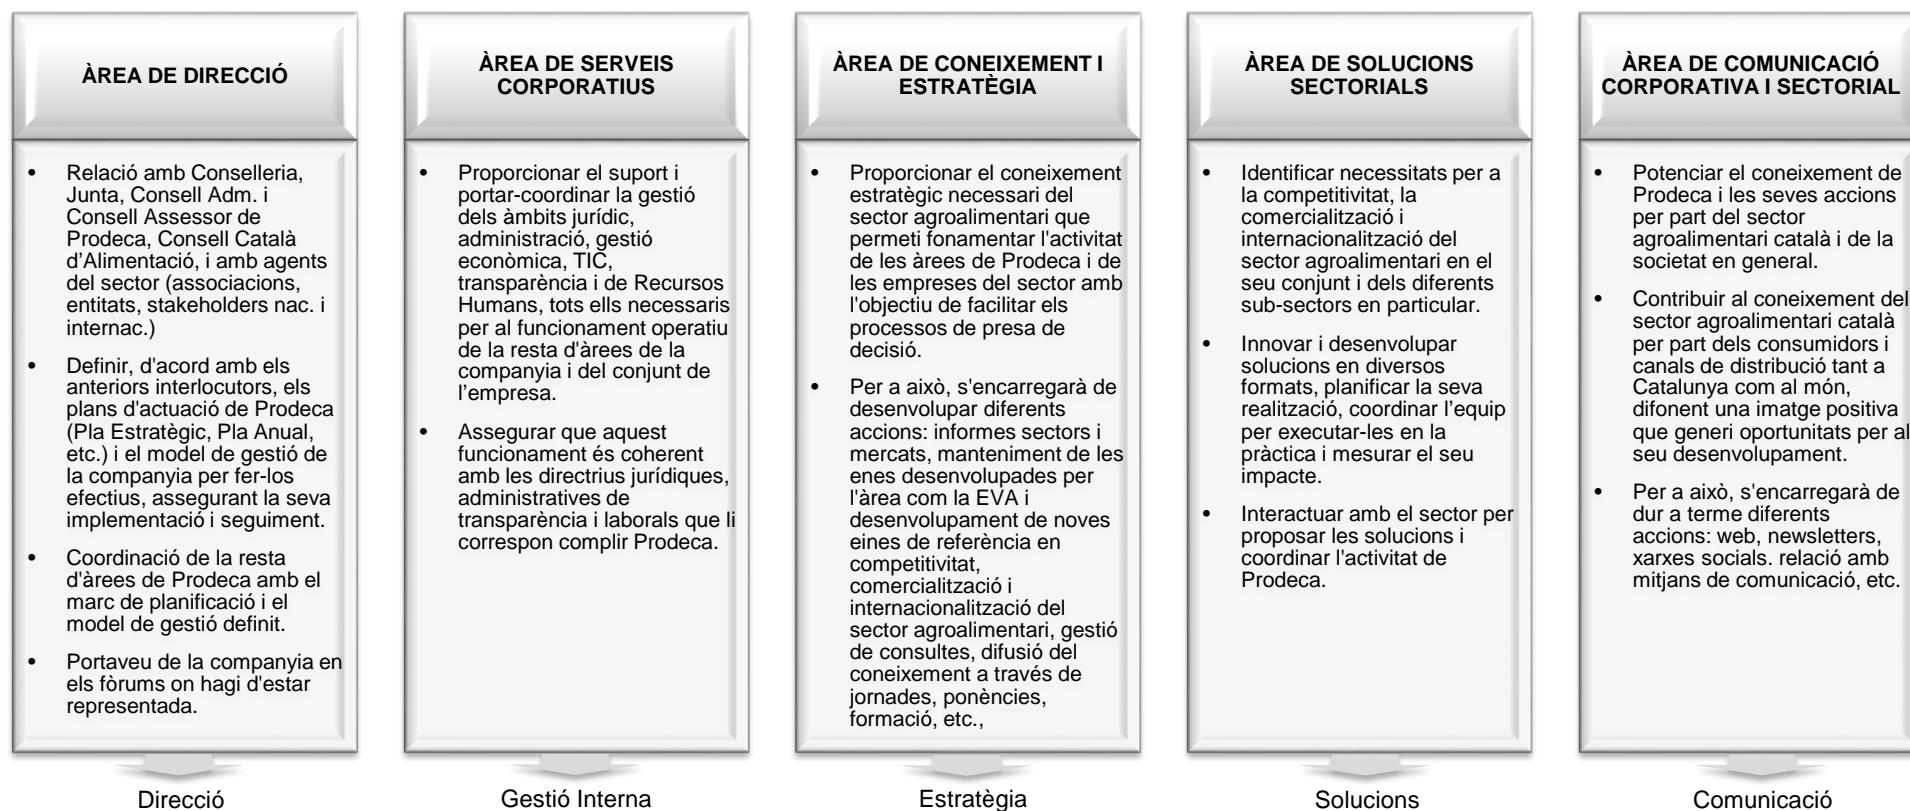 ÀREA DE DIRECCIÓ
• Relació amb Conselleria,
Junta, Consell Adm. i
Consell Assessor de
Prodeca, Consell Català
d’Alimentació, i amb agents
del sector (associacions,
entitats, stakeholders nac. i
internac.)
• Definir, d'acord amb els
anteriors interlocutors, els
plans d'actuació de Prodeca
(Pla Estratègic, Pla Anual,
etc.) i el model de gestió de
la companyia per fer-los
efectius, assegurant la seva
implementació i seguiment.
• Coordinació de la resta
d'àrees de Prodeca amb el
marc de planificació i el
model de gestió definit.
• Portaveu de la companyia en
els fòrums on hagi d'estar
representada.
Direcció
ÀREA DE SERVEIS
CORPORATIUS
• Proporcionar el suport i
portar-coordinar la gestió
dels àmbits jurídic,
administració, gestió
econòmica, TIC,
transparència i de Recursos
Humans, tots ells necessaris
per al funcionament operatiu
de la resta d'àrees de la
companyia i del conjunt de
l’empresa.
• Assegurar que aquest
funcionament és coherent
amb les directrius jurídiques,
administratives de
transparència i laborals que li
correspon complir Prodeca.
Gestió Interna
ÀREA DE CONEIXEMENT I
ESTRATÈGIA
• Proporcionar el coneixement
estratègic necessari del
sector agroalimentari que
permeti fonamentar l'activitat
de les àrees de Prodeca i de
les empreses del sector amb
l'objectiu de facilitar els
processos de presa de
decisió.
• Per a això, s'encarregarà de
desenvolupar diferents
accions: informes sectors i
mercats, manteniment de les
enes desenvolupades per
l'àrea com la EVA i
desenvolupament de noves
eines de referència en
competitivitat,
comercialització i
internacionalització del
sector agroalimentari, gestió
de consultes, difusió del
coneixement a través de
jornades, ponències,
formació, etc.,
Estratègia
ÀREA DE SOLUCIONS
SECTORIALS
• Identificar necessitats per a
la competitivitat, la
comercialització i
internacionalització del
sector agroalimentari en el
seu conjunt i dels diferents
sub-sectors en particular.
• Innovar i desenvolupar
solucions en diversos
formats, planificar la seva
realització, coordinar l’equip
per executar-les en la
pràctica i mesurar el seu
impacte.
• Interactuar amb el sector per
proposar les solucions i
coordinar l'activitat de
Prodeca.
Solucions
ÀREA DE COMUNICACIÓ
CORPORATIVA I SECTORIAL
• Potenciar el coneixement de
Prodeca i les seves accions
per part del sector
agroalimentari català i de la
societat en general.
• Contribuir al coneixement del
sector agroalimentari català
per part dels consumidors i
canals de distribució tant a
Catalunya com al món,
difonent una imatge positiva
que generi oportunitats per al
seu desenvolupament.
• Per a això, s'encarregarà de
dur a terme diferents
accions: web, newsletters,
xarxes socials. relació amb
mitjans de comunicació, etc.
Comunicació